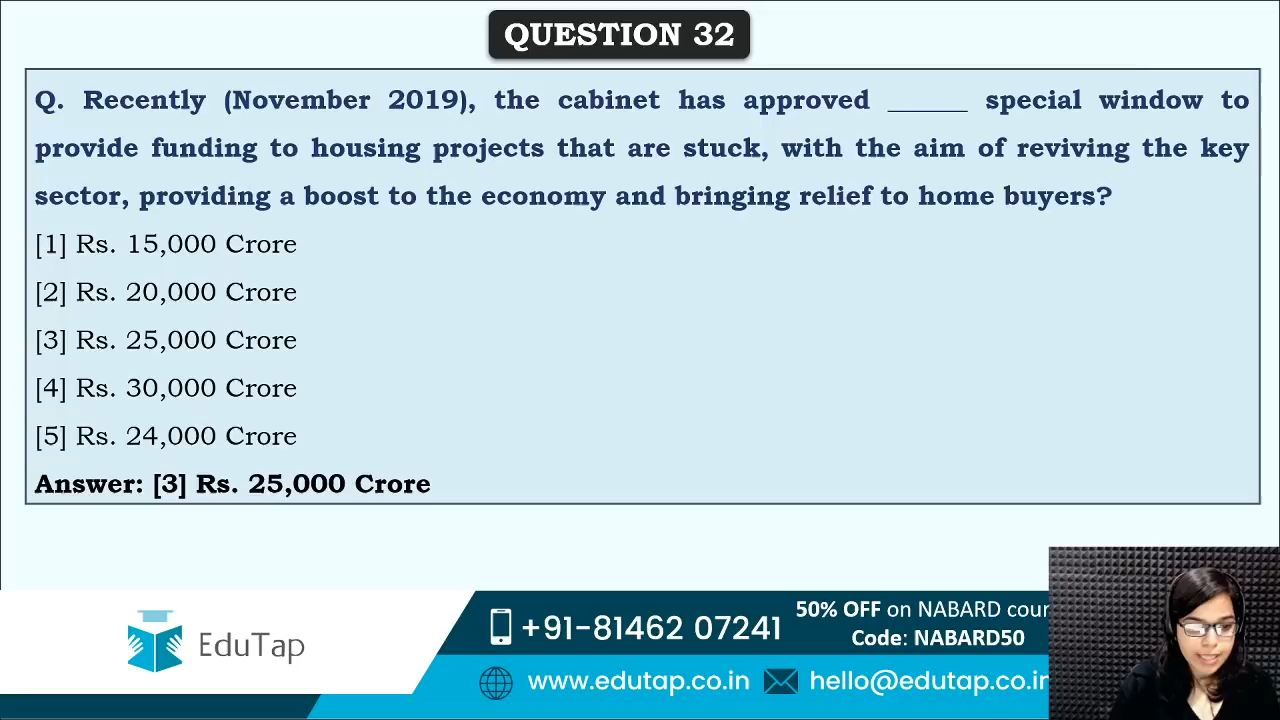 QUESTION 32
Q. Recently (November 2019), the cabinet has approved ______ special window to
provide funding to housing projects that are stuck, with the aim of reviving the key
sector, providing a boost to the economy and bringing relief to home buyers?
[1] Rs. 15,000 Crore
[2] Rs. 20,000 Crore
[3] Rs. 25,000 Crore
[4] Rs. 30,000 Crore
[5] Rs. 24,000 Crore
Answer: [3] Rs. 25,000 Crore
EduTap
+91-81462 07241
50% OFF on NABARD cour
Code: NABARD50
www.edutap.co.in
hello@edutap.co.in